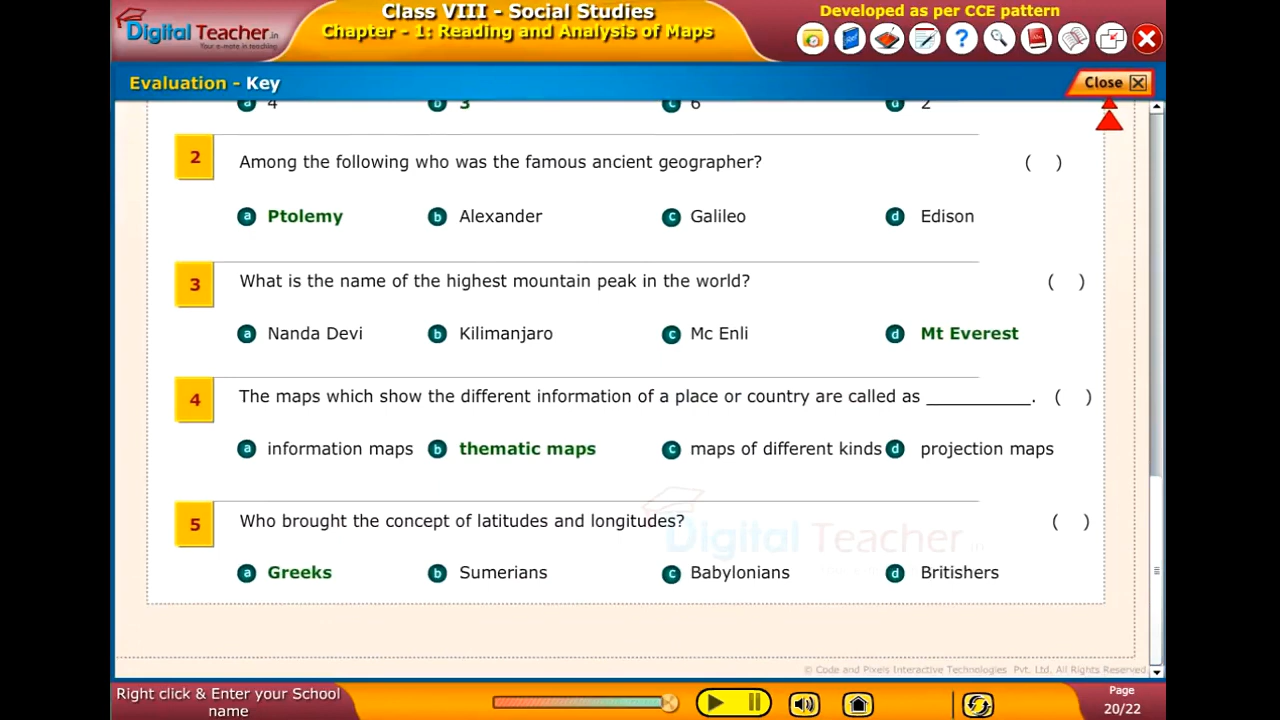 Class VIII - Social Studies
Chapter - 1: Reading and Analysis of Maps
Developed as per CCE pattern
Digital Teacher.in
Your e-mate in teaching
Evaluation - Key
Close
a 4 b 3 c 6 d 2
2 Among the following who was the famous ancient geographer? ( )
a Ptolemy b Alexander c Galileo d Edison
3 What is the name of the highest mountain peak in the world? ( )
a Nanda Devi b Kilimanjaro c Mc Enli d Mt Everest
4 The maps which show the different information of a place or country are called as __________. ( )
a information maps b thematic maps c maps of different kinds d projection maps
5 Who brought the concept of latitudes and longitudes? ( )
Digital Teacher.in
a Greeks b Sumerians c Babylonians d Britishers
© Code and Pixels Interactive Technologies Pvt. Ltd. All Rights Reserved.
Right click & Enter your School
name
Page
20/22